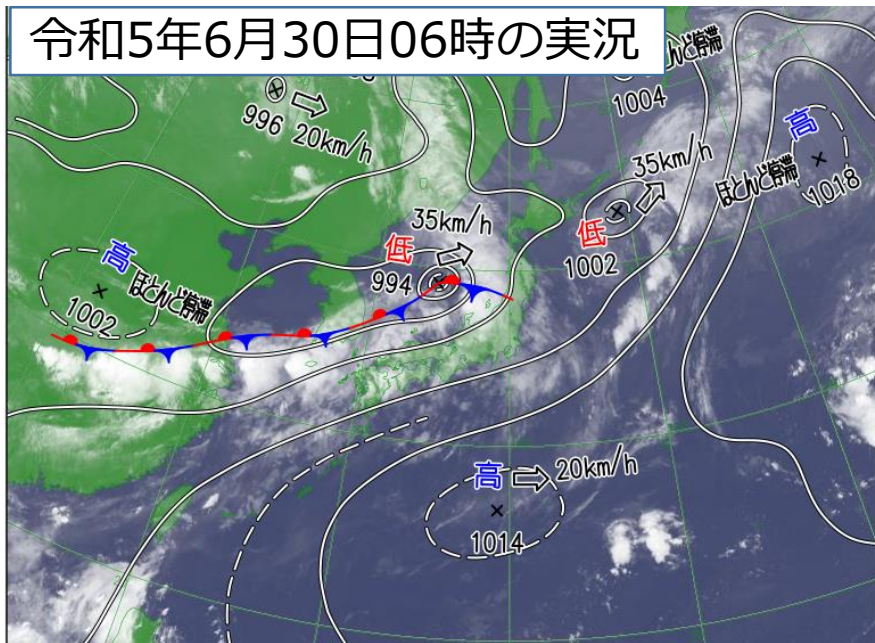 令和5年6月30日06時の実況
ほとんど停滞
1004
996
20km/h
高
ほとんど停滞
1018
35km/h
低
1002
35km/h
低
994
高
ほとんど停滞
1002
高
20km/h
1014